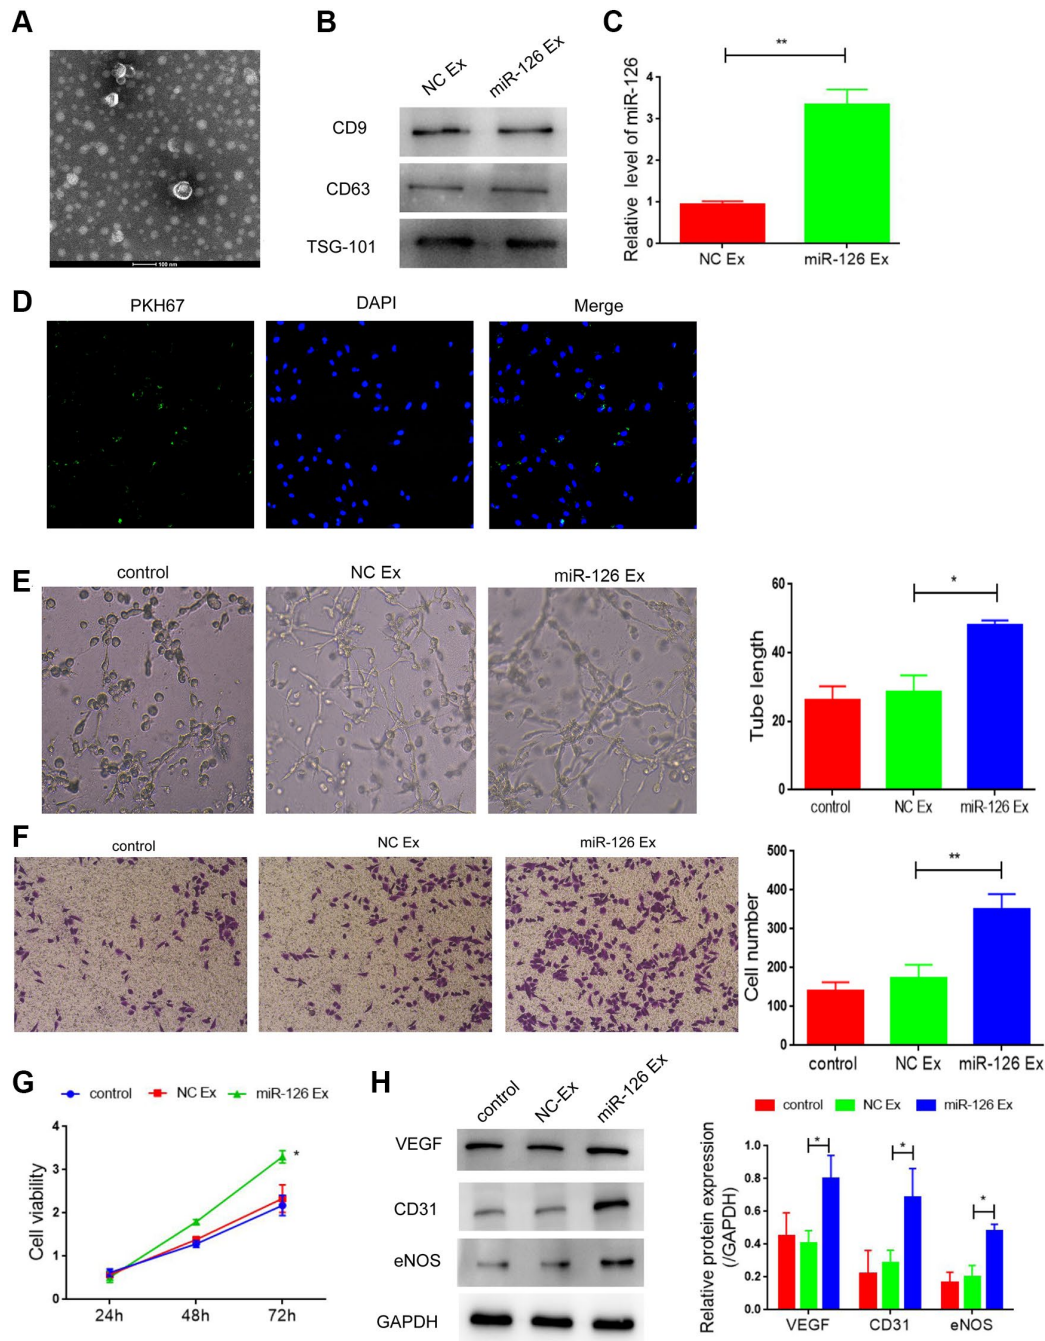 A
100 nm
B
NC Ex
miR-126 Ex
CD9
CD63
TSG-101
C
**
Relative level of miR-126
4
3
2
1
0
NC Ex
miR-126 Ex
D
PKH67
DAPI
Merge
E
control
NC Ex
miR-126 Ex
*
Tube length
60
40
20
0
control
NC Ex
miR-126 Ex
F
control
NC Ex
miR-126 Ex
**
Cell number
500
400
300
200
100
0
control
NC Ex
miR-126 Ex
G
control
NC Ex
miR-126 Ex
Cell viability
4
3
2
1
0
*
24h
48h
72h
H
control
NC-Ex
miR-126 Ex
VEGF
CD31
eNOS
GAPDH
control
NC Ex
miR-126 Ex
Relative protein expression
(/GAPDH)
1.0
0.8
0.6
0.4
0.2
0.0
*
*
*
VEGF
CD31
eNOS